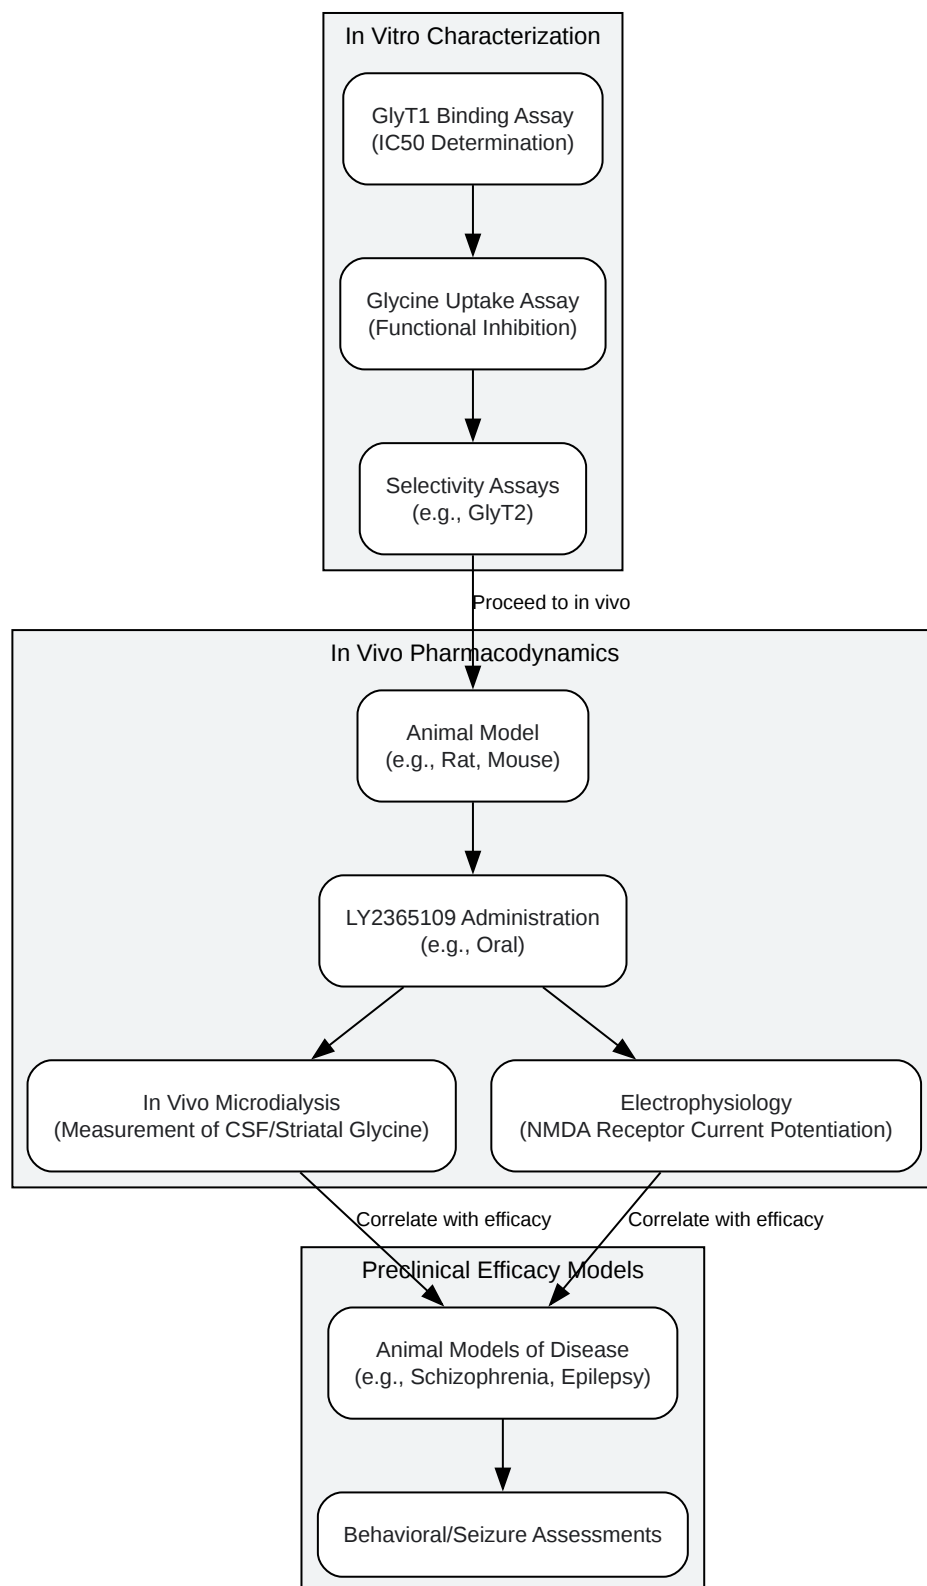 In Vitro Characterization
GlyT1 Binding Assay
(IC50 Determination)
Glycine Uptake Assay
(Functional Inhibition)
Selectivity Assays
(e.g., GlyT2)
Proceed to in vivo
In Vivo Pharmacodynamics
Animal Model
(e.g., Rat, Mouse)
LY2365109 Administration
(e.g., Oral)
In Vivo Microdialysis
(Measurement of CSF/Striatal Glycine)
Electrophysiology
(NMDA Receptor Current Potentiation)
Correlate with efficacy
Correlate with efficacy
Preclinical Efficacy Models
Animal Models of Disease
(e.g., Schizophrenia, Epilepsy)
Behavioral/Seizure Assessments